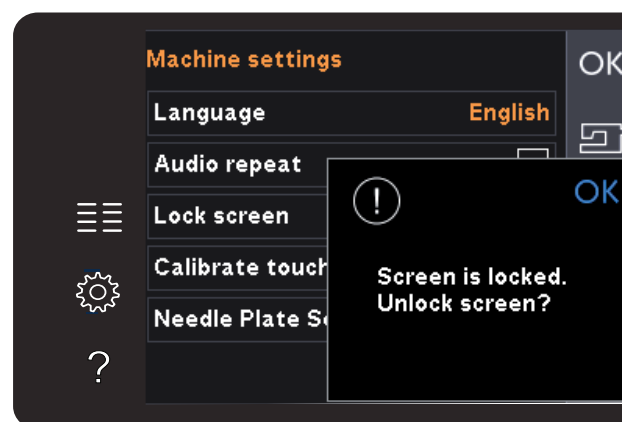 Machine settings
OK
Language English
Audio repeat
OK
Lock screen
Calibrate touch
Screen is locked.
Unlock screen?
Needle Plate
?